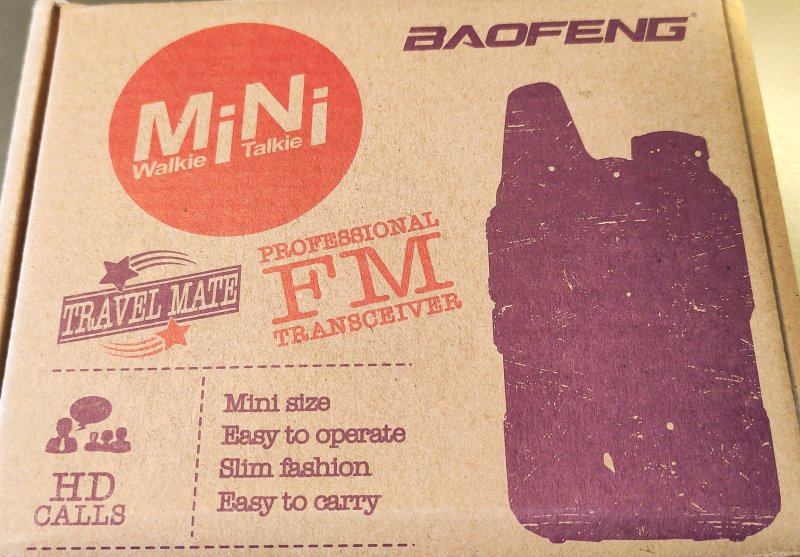 BAOFENG®
MiNi
Walkie Talkie
TRAVEL MATE
PROFESSIONAL
FM
TRANSCEIVER
HD
CALLS
Mini size
Easy to operate
Slim fashion
Easy to carry